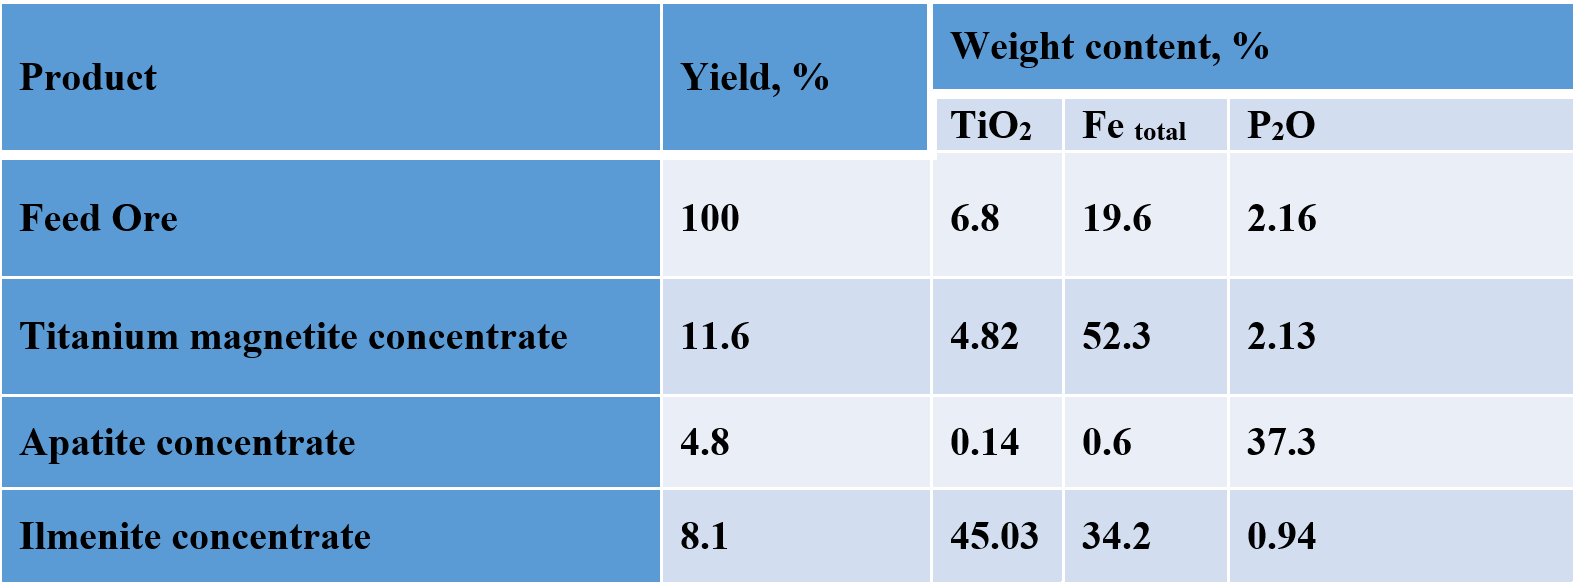 Product Yield, % Weight content, %
TiO₂ Fe total P₂O
Feed Ore 100 6.8 19.6 2.16
Titanium magnetite concentrate 11.6 4.82 52.3 2.13
Apatite concentrate 4.8 0.14 0.6 37.3
Ilmenite concentrate 8.1 45.03 34.2 0.94